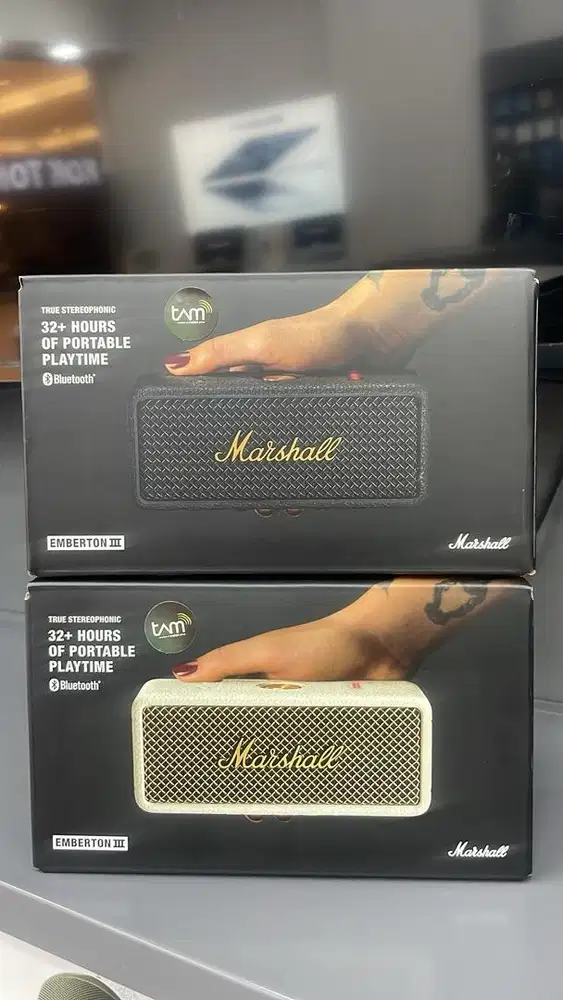 TRUE STEREOPHONIC
32+ HOURS
OF PORTABLE
PLAYTIME
Bluetooth®
tam
Marshall
EMBERTON III
Marshall
TRUE STEREOPHONIC
32+ HOURS
OF PORTABLE
PLAYTIME
Bluetooth®
tam
Marshall
EMBERTON III
Marshall